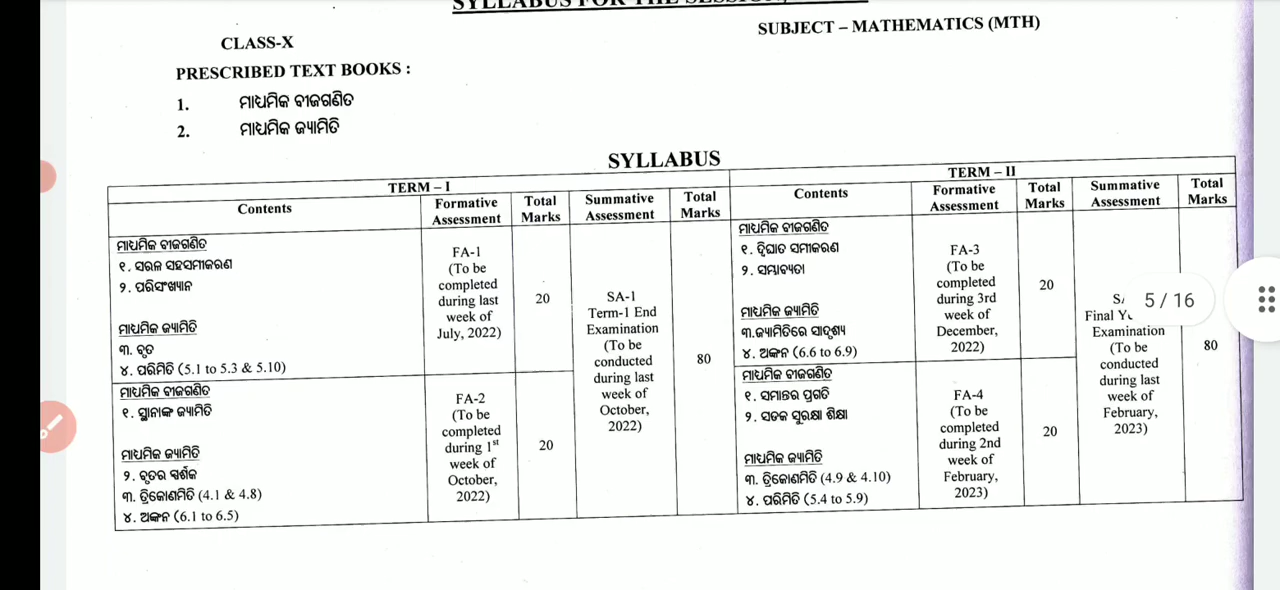 SYLLABUS FOR THE SESSION,
SUBJECT – MATHEMATICS (MTH)
CLASS-X
PRESCRIBED TEXT BOOKS :
1. ମାଧ୍ୟମିକ ବୀଜଗଣିତ
2. ମାଧ୍ୟମିକ ଜ୍ୟାମିତି
SYLLABUS
TERM – I
Contents
Formative
Assessment
Total
Marks
Summative
Assessment
Total
Marks
TERM – II
Contents
Formative
Assessment
Total
Marks
Summative
Assessment
Total
Marks
ମାଧ୍ୟମିକ ବୀଜଗଣିତ
୧. ସରଳ ସହସମୀକରଣ
୨. ପରିସଂଖ୍ୟାନ
ମାଧ୍ୟମିକ ଜ୍ୟାମିତି
୩. ବୃତ
୪. ପରିମିତି (5.1 to 5.3 & 5.10)
FA-1
(To be
completed
during last
week of
July, 2022)
20
SA-1
Term-1 End
Examination
(To be
conducted
during last
week of
October,
2022)
80
ମାଧ୍ୟମିକ ବୀଜଗଣିତ
୧. ସ୍ଥାନାଙ୍କ ଜ୍ୟାମିତି
ମାଧ୍ୟମିକ ଜ୍ୟାମିତି
୨. ବୃତର ସ୍ପର୍ଶକ
୩. ତ୍ରିକୋଣମିତି (4.1 & 4.8)
୪. ଅଙ୍କନ (6.1 to 6.5)
FA-2
(To be
completed
during 1st
week of
October,
2022)
20
ମାଧ୍ୟମିକ ବୀଜଗଣିତ
୧. ଦ୍ୱିଘାତ ସମୀକରଣ
୨. ସମ୍ଭାବ୍ୟତା
ମାଧ୍ୟମିକ ଜ୍ୟାମିତି
୩.ଜ୍ୟାମିତିରେ ସାଦୃଶ୍ୟ
୪. ଅଙ୍କନ (6.6 to 6.9)
FA-3
(To be
completed
during 3rd
week of
December,
2022)
20
5 / 16
Final
Examination
(To be
conducted
during last
week of
February,
2023)
80
ମାଧ୍ୟମିକ ବୀଜଗଣିତ
୧. ସମାନ୍ତର ପ୍ରଗତି
୨. ସଡକ ସୁରକ୍ଷା ଶିକ୍ଷା
ମାଧ୍ୟମିକ ଜ୍ୟାମିତି
୩. ତ୍ରିକୋଣମିତି (4.9 & 4.10)
୪. ପରିମିତି (5.4 to 5.9)
FA-4
(To be
completed
during 2nd
week of
February,
2023)
20